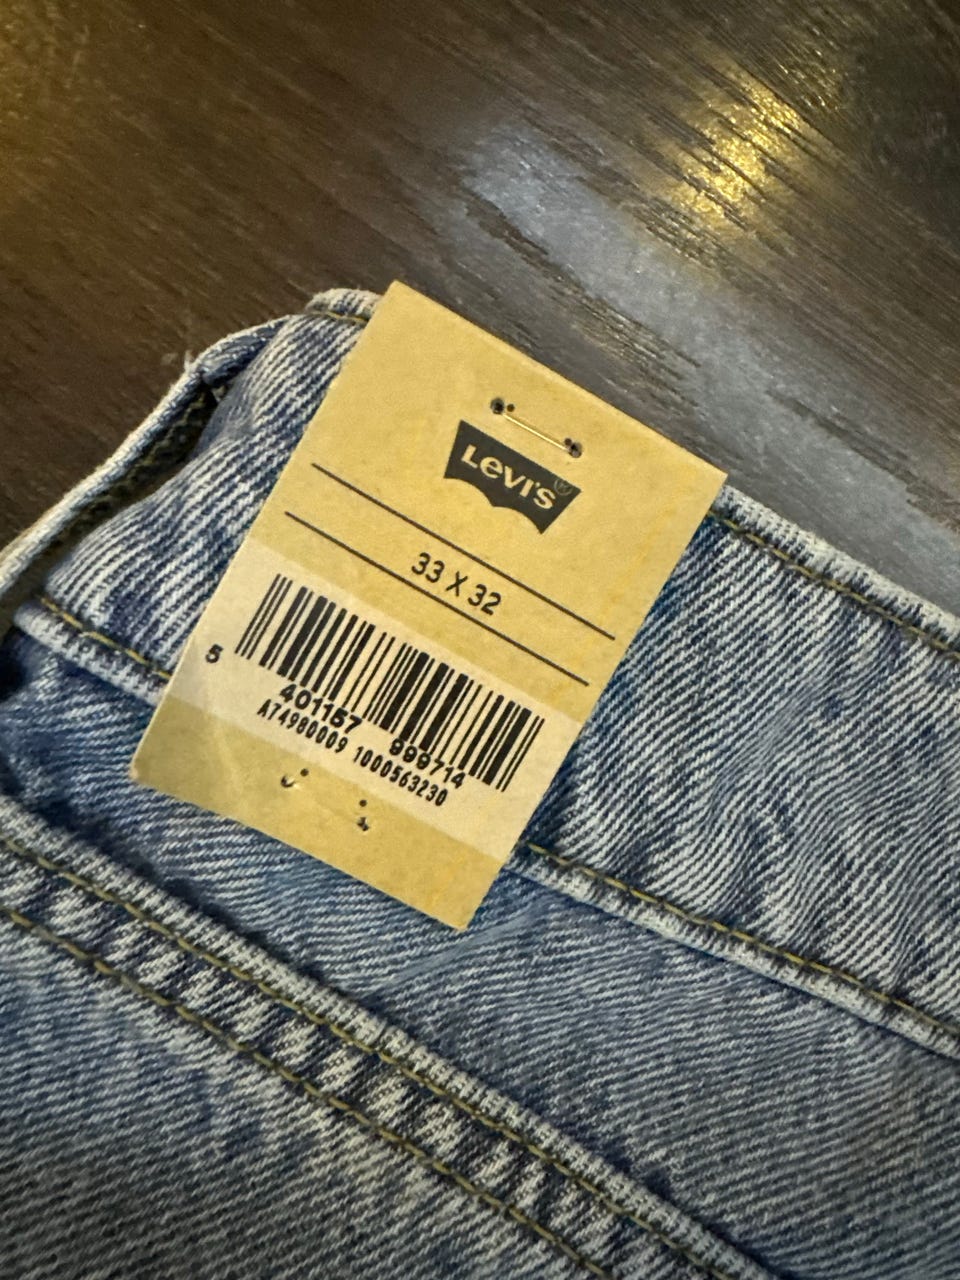 Levi's®
33 X 32
5 401157 999714
A74980009 1000563230